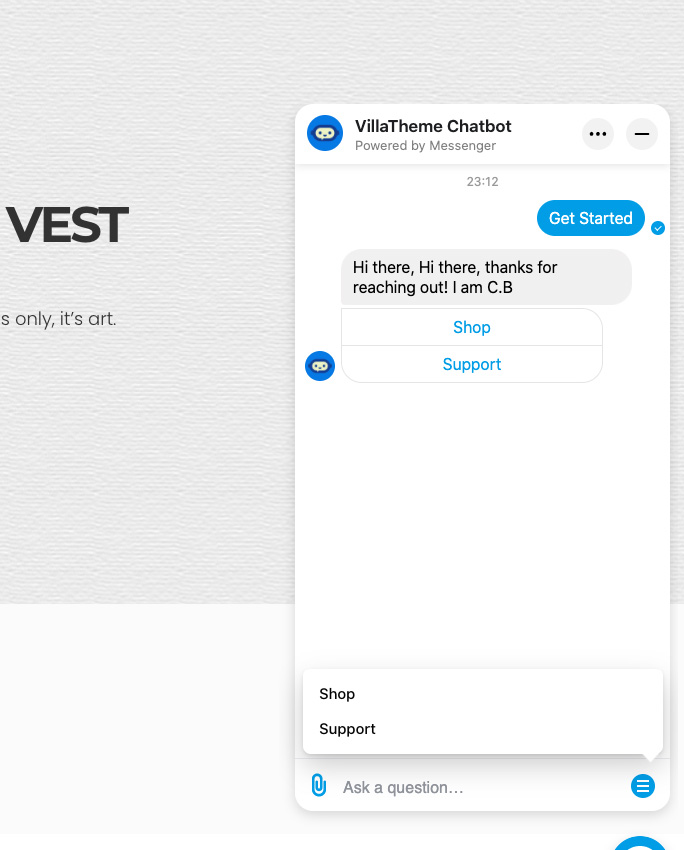 VEST
s only, it's art.
VillaTheme Chatbot
Powered by Messenger
23:12
Get Started
Hi there, Hi there, thanks for
reaching out! I am C.B
Shop
Support
Shop
Support
Ask a question...